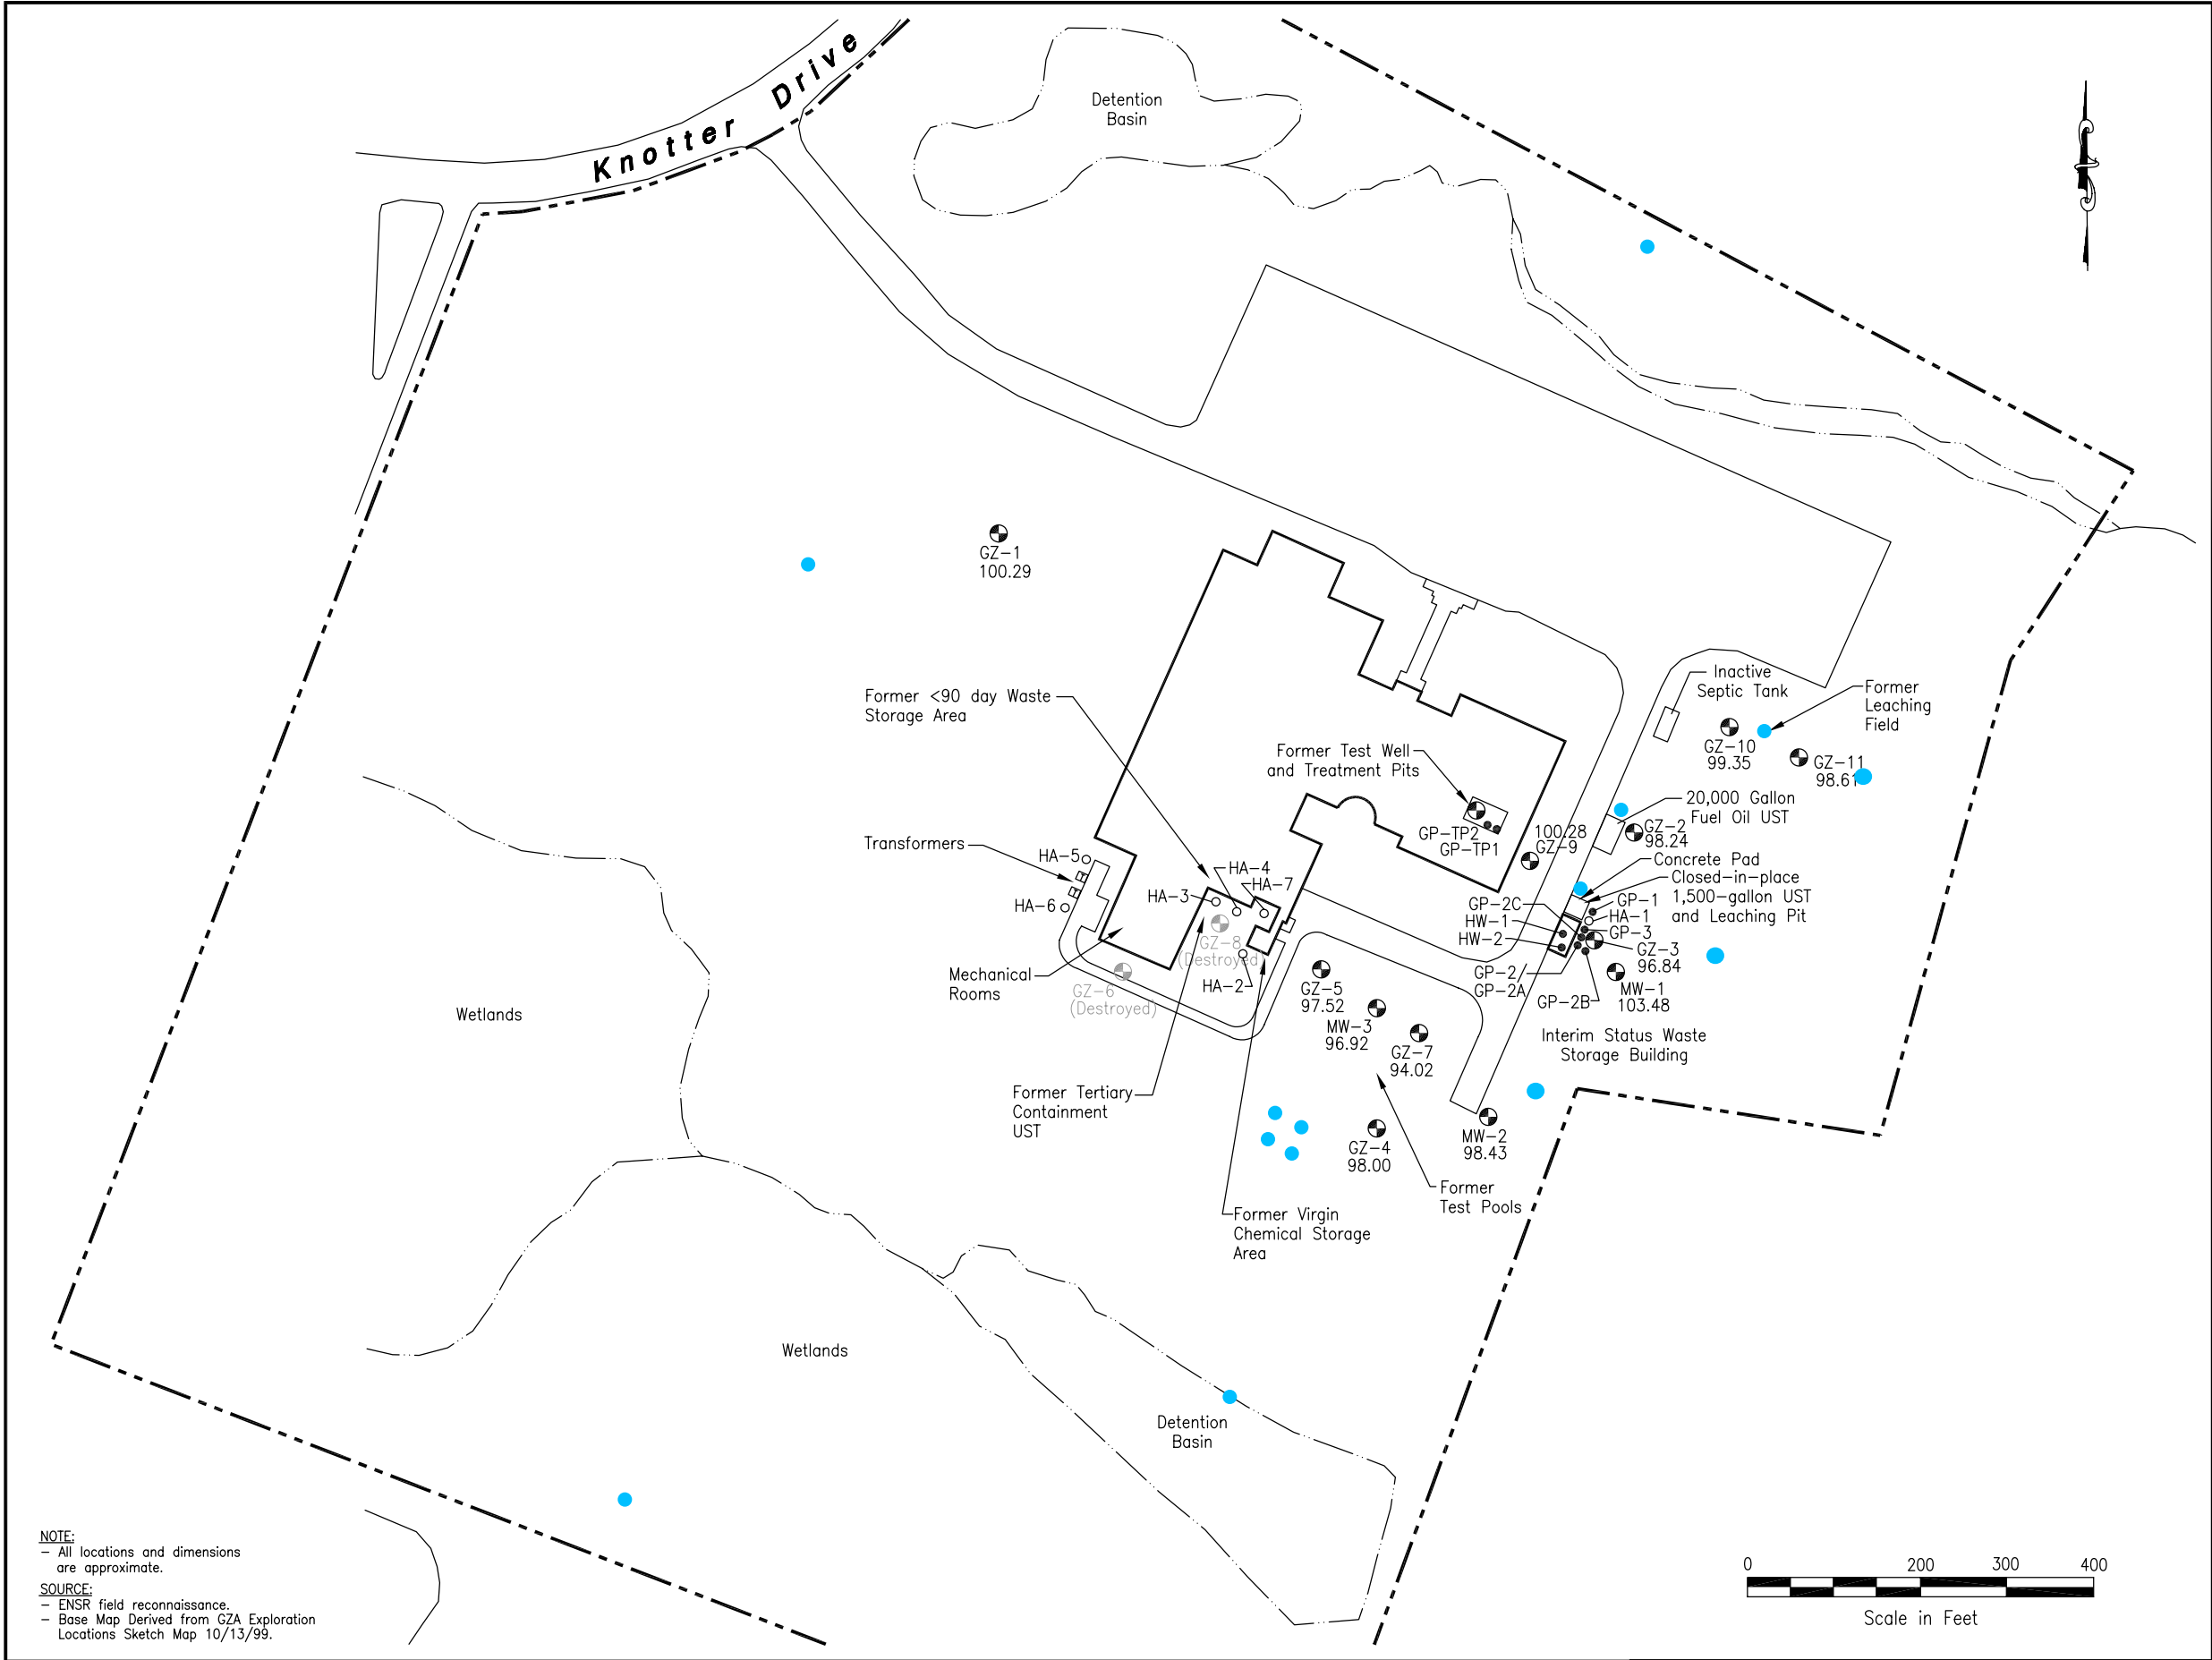 Knotter Drive
Detention
Basin
GZ-1
100.29
Former <90 day Waste
Storage Area
Inactive
Septic Tank
Former
Leaching
Field
GZ-10
99.35
GZ-11
98.61
Former Test Well
and Treatment Pits
GP-TP2
GP-TP1
100.28
GZ-9
20,000 Gallon
Fuel Oil UST
GZ-2
98.24
Concrete Pad
Closed-in-place
1,500-gallon UST
and Leaching Pit
Transformers
HA-5
HA-6
HA-4
HA-7
HA-3
GZ-8
(Destroyed)
HA-2
GZ-6
(Destroyed)
Mechanical
Rooms
GP-2C
HW-1
HW-2
GP-1
HA-1
GP-3
GZ-3
96.84
GP-2
GP-2A
GP-2B
MW-1
103.48
Interim Status Waste
Storage Building
GZ-5
97.52
MW-3
96.92
GZ-7
94.02
Wetlands
Former Tertiary
Containment
UST
GZ-4
98.00
MW-2
98.43
Former
Test Pools
Former Virgin
Chemical Storage
Area
Wetlands
Detention
Basin
NOTE:
- All locations and dimensions
are approximate.
SOURCE:
- ENSR field reconnaissance.
- Base Map Derived from GZA Exploration
Locations Sketch Map 10/13/99.
0 200 300 400
Scale in Feet